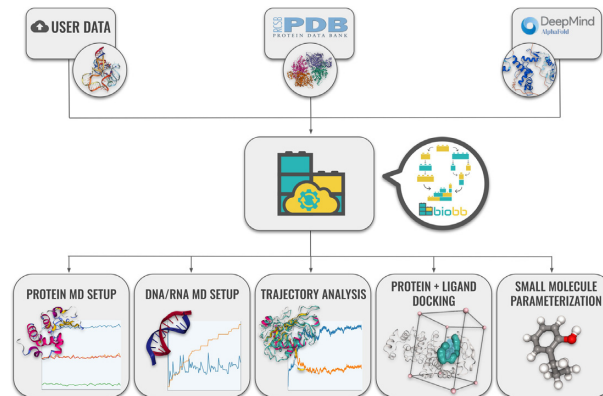 USER DATA
RCSB
PDB
PROTEIN DATA BANK
DeepMind
AlphaFold
biobb
PROTEIN MD SETUP
DNA/RNA MD SETUP
TRAJECTORY ANALYSIS
PROTEIN + LIGAND
DOCKING
SMALL MOLECULE
PARAMETERIZATION